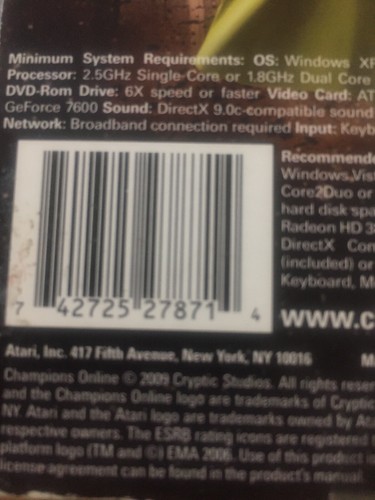 Minimum System Requirements: OS: Windows XP
Processor: 2.5GHz Single Core or 1.8GHz Dual Core
DVD-Rom Drive: 6X speed or faster Video Card: AT
GeForce 7600 Sound: DirectX 9.0c-compatible sound
Network: Broadband connection required Input: Keyb
Recommende
Windows Vist
Core2Duo or
hard disk spa
Radeon HD 3
DirectX Con
(included) or
Keyboard, M
7 42725 27871 4
www.c
Atari, Inc. 417 Fifth Avenue, New York, NY 10016 M
Champions Online © 2009 Cryptic Studios. All rights reser
and the Champions Online logo are trademarks of Cryptic
NY. Atari and the Atari logo are trademarks owned by Ata
respective owners. The ESRB rating icons are registered t
platform logo (TM and ©) EMA 2006. Use of this product is
license agreement can be found in the product's manual.